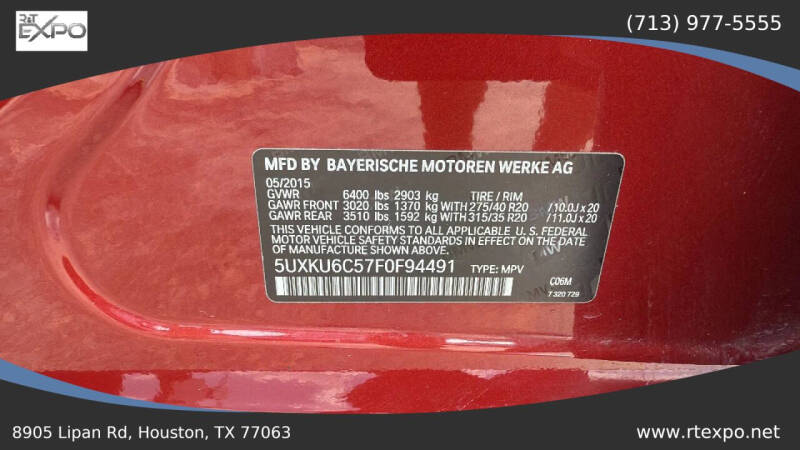 R&T
EXPO
(713) 977-5555
MFD BY BAYERISCHE MOTOREN WERKE AG
05/2015
GVWR 6400 lbs 2903 kg TIRE / RIM
GAWR FRONT 3020 lbs 1370 kg WITH 275/40 R20 /10.0J x 20
GAWR REAR 3510 lbs 1592 kg WITH 315/35 R20 /11.0J x 20
THIS VEHICLE CONFORMS TO ALL APPLICABLE U. S. FEDERAL
MOTOR VEHICLE SAFETY STANDARDS IN EFFECT ON THE DATE
OF MANUFACTURE SHOWN ABOVE.
5UXKU6C57F0F94491 TYPE: MPV
C06M
7 320 729
8905 Lipan Rd, Houston, TX 77063
www.rtexpo.net